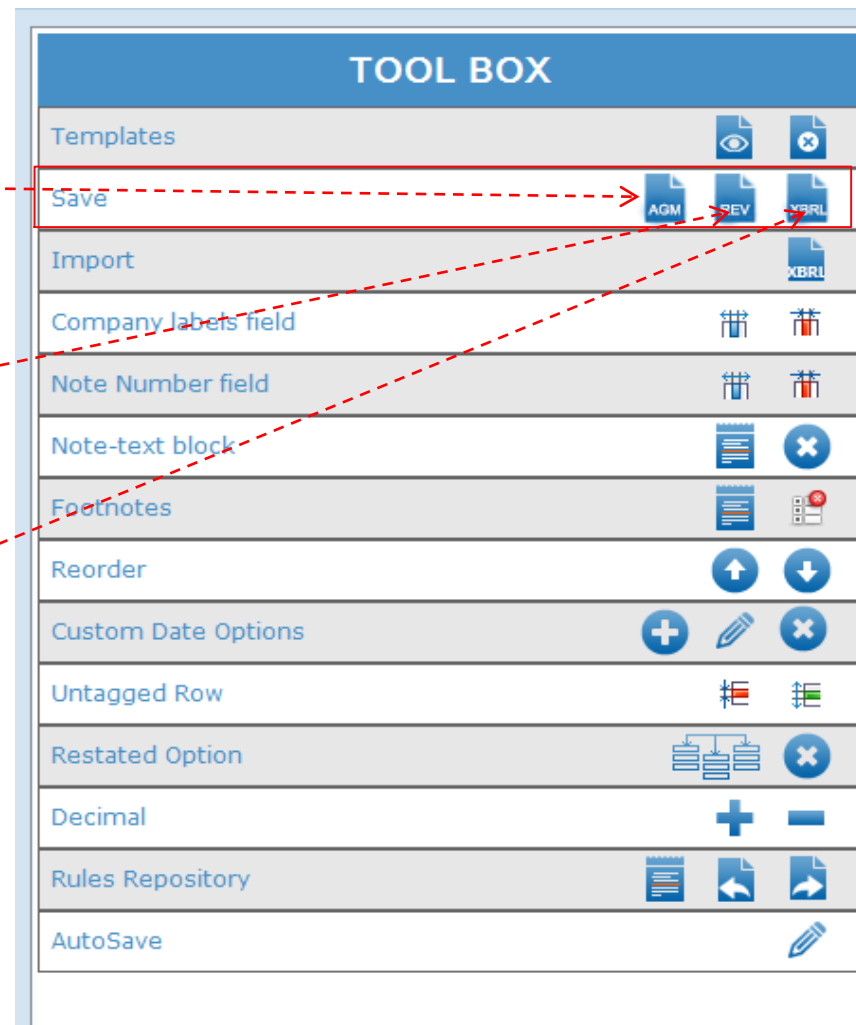 TOOL BOX
Templates
Save AGM REV XBRL
Import XBRL
Company labels field
Note Number field
Note-text block
Footnotes
Reorder
Custom Date Options
Untagged Row
Restated Option
Decimal
Rules Repository
AutoSave